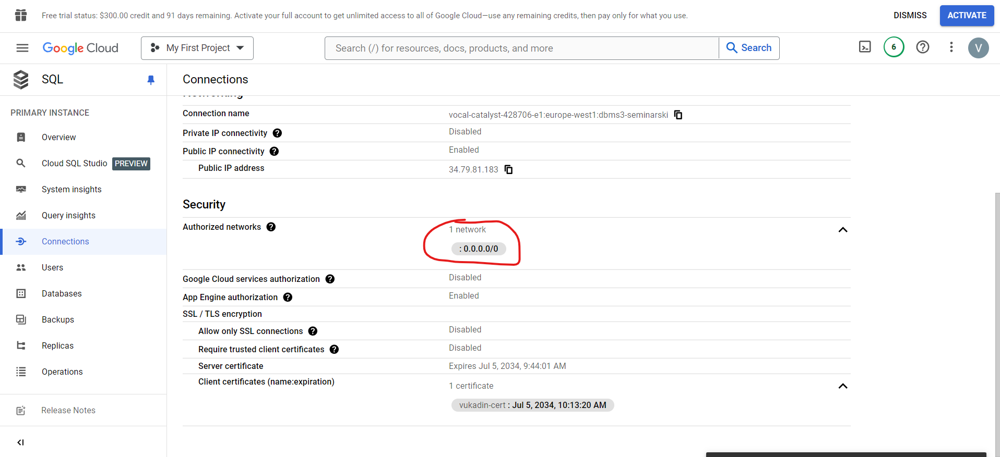 Free trial status: $300.00 credit and 91 days remaining. Activate your full account to get unlimited access to all of Google Cloud—use any remaining credits, then pay only for what you use.
DISMISS
ACTIVATE
Google Cloud
My First Project
Search (/) for resources, docs, products, and more
Search
6
V
SQL
Connections
PRIMARY INSTANCE
Overview
Cloud SQL Studio PREVIEW
System insights
Query insights
Connections
Users
Databases
Backups
Replicas
Operations
Release Notes
Networking
Connection name
vocal-catalyst-428706-e1:europe-west1:dbms3-seminarski
Private IP connectivity
Disabled
Public IP connectivity
Enabled
Public IP address
34.79.81.183
Security
Authorized networks
1 network
: 0.0.0.0/0
Google Cloud services authorization
Disabled
App Engine authorization
Enabled
SSL / TLS encryption
Allow only SSL connections
Disabled
Require trusted client certificates
Disabled
Server certificate
Expires Jul 5, 2034, 9:44:01 AM
Client certificates (name:expiration)
1 certificate
vukadin-cert : Jul 5, 2034, 10:13:20 AM